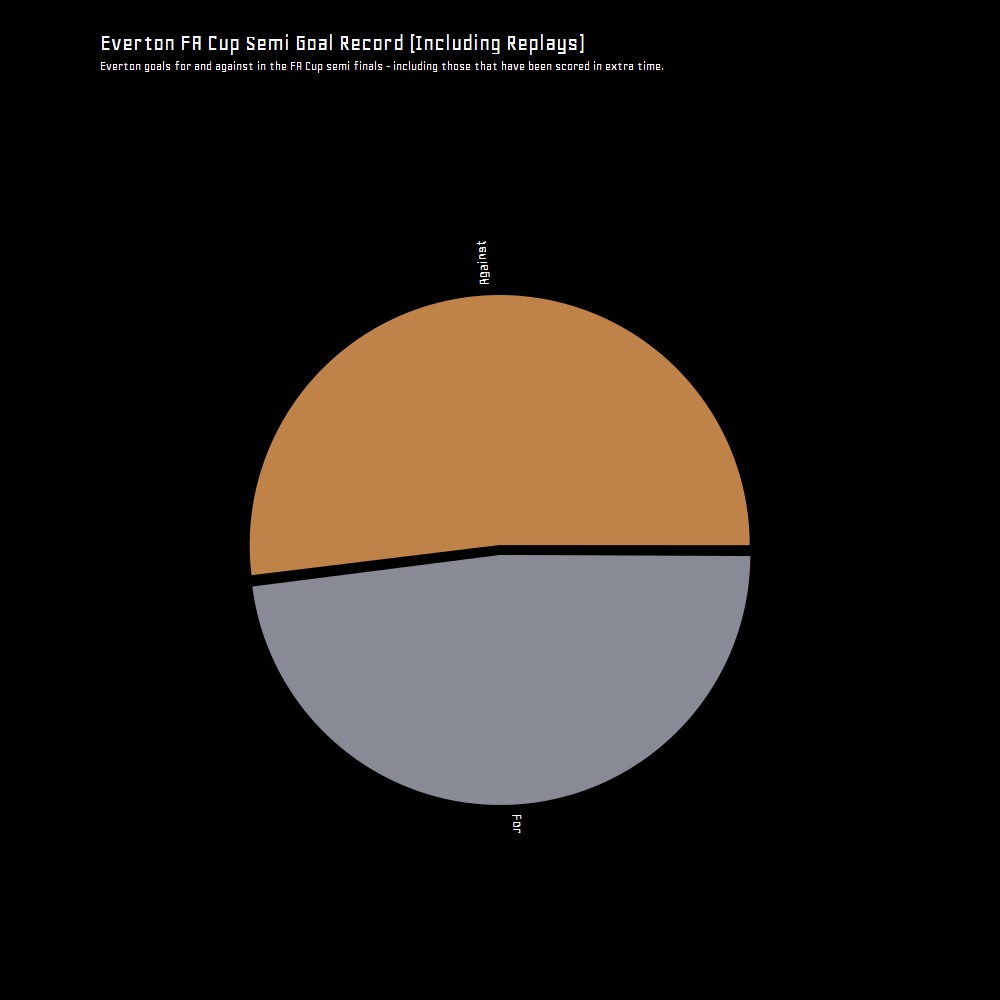 Everton FA Cup Semi Goal Record [Including Replays]
Everton goals for and against in the FA Cup semi finals - including those that have been scored in extra time.
Against
For